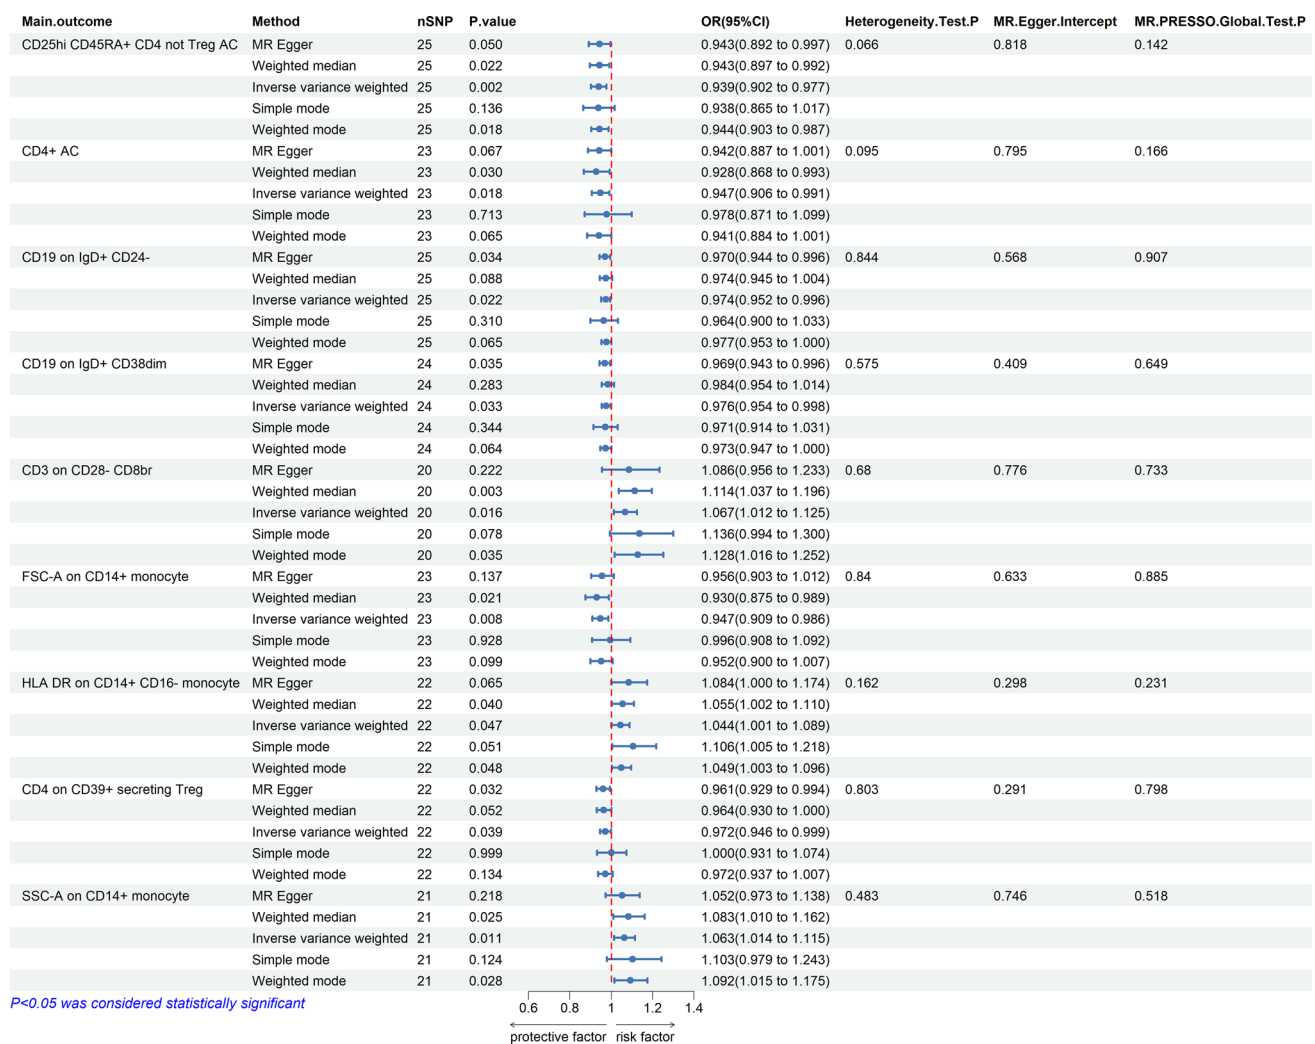 Main.outcome Method nSNP P.value OR(95%CI) Heterogeneity.Test.P MR.Egger.Intercept MR.PRESSO.Global.Test.P
CD25hi CD45RA+ CD4 not Treg AC MR Egger 25 0.050 0.943(0.892 to 0.997) 0.066 0.818 0.142
Weighted median 25 0.022 0.943(0.897 to 0.992)
Inverse variance weighted 25 0.002 0.939(0.902 to 0.977)
Simple mode 25 0.136 0.938(0.865 to 1.017)
Weighted mode 25 0.018 0.944(0.903 to 0.987)
CD4+ AC MR Egger 23 0.067 0.942(0.887 to 1.001) 0.095 0.795 0.166
Weighted median 23 0.030 0.928(0.868 to 0.993)
Inverse variance weighted 23 0.018 0.947(0.906 to 0.991)
Simple mode 23 0.713 0.978(0.871 to 1.099)
Weighted mode 23 0.065 0.941(0.884 to 1.001)
CD19 on IgD+ CD24- MR Egger 25 0.034 0.970(0.944 to 0.996) 0.844 0.568 0.907
Weighted median 25 0.088 0.974(0.945 to 1.004)
Inverse variance weighted 25 0.022 0.974(0.952 to 0.996)
Simple mode 25 0.310 0.964(0.900 to 1.033)
Weighted mode 25 0.065 0.977(0.953 to 1.000)
CD19 on IgD+ CD38dim MR Egger 24 0.035 0.969(0.943 to 0.996) 0.575 0.409 0.649
Weighted median 24 0.283 0.984(0.954 to 1.014)
Inverse variance weighted 24 0.033 0.976(0.954 to 0.998)
Simple mode 24 0.344 0.971(0.914 to 1.031)
Weighted mode 24 0.064 0.973(0.947 to 1.000)
CD3 on CD28- CD8br MR Egger 20 0.222 1.086(0.956 to 1.233) 0.68 0.776 0.733
Weighted median 20 0.003 1.114(1.037 to 1.196)
Inverse variance weighted 20 0.016 1.067(1.012 to 1.125)
Simple mode 20 0.078 1.136(0.994 to 1.300)
Weighted mode 20 0.035 1.128(1.016 to 1.252)
FSC-A on CD14+ monocyte MR Egger 23 0.137 0.956(0.903 to 1.012) 0.84 0.633 0.885
Weighted median 23 0.021 0.930(0.875 to 0.989)
Inverse variance weighted 23 0.008 0.947(0.909 to 0.986)
Simple mode 23 0.928 0.996(0.908 to 1.092)
Weighted mode 23 0.099 0.952(0.900 to 1.007)
HLA DR on CD14+ CD16- monocyte MR Egger 22 0.065 1.084(1.000 to 1.174) 0.162 0.298 0.231
Weighted median 22 0.040 1.055(1.002 to 1.110)
Inverse variance weighted 22 0.047 1.044(1.001 to 1.089)
Simple mode 22 0.051 1.106(1.005 to 1.218)
Weighted mode 22 0.048 1.049(1.003 to 1.096)
CD4 on CD39+ secreting Treg MR Egger 22 0.032 0.961(0.929 to 0.994) 0.803 0.291 0.798
Weighted median 22 0.052 0.964(0.930 to 1.000)
Inverse variance weighted 22 0.039 0.972(0.946 to 0.999)
Simple mode 22 0.999 1.000(0.931 to 1.074)
Weighted mode 22 0.134 0.972(0.937 to 1.007)
SSC-A on CD14+ monocyte MR Egger 21 0.218 1.052(0.973 to 1.138) 0.483 0.746 0.518
Weighted median 21 0.025 1.083(1.010 to 1.162)
Inverse variance weighted 21 0.011 1.063(1.014 to 1.115)
Simple mode 21 0.124 1.103(0.979 to 1.243)
Weighted mode 21 0.028 1.092(1.015 to 1.175)
P<0.05 was considered statistically significant
0.6 0.8 1 1.2 1.4
protective factor risk factor